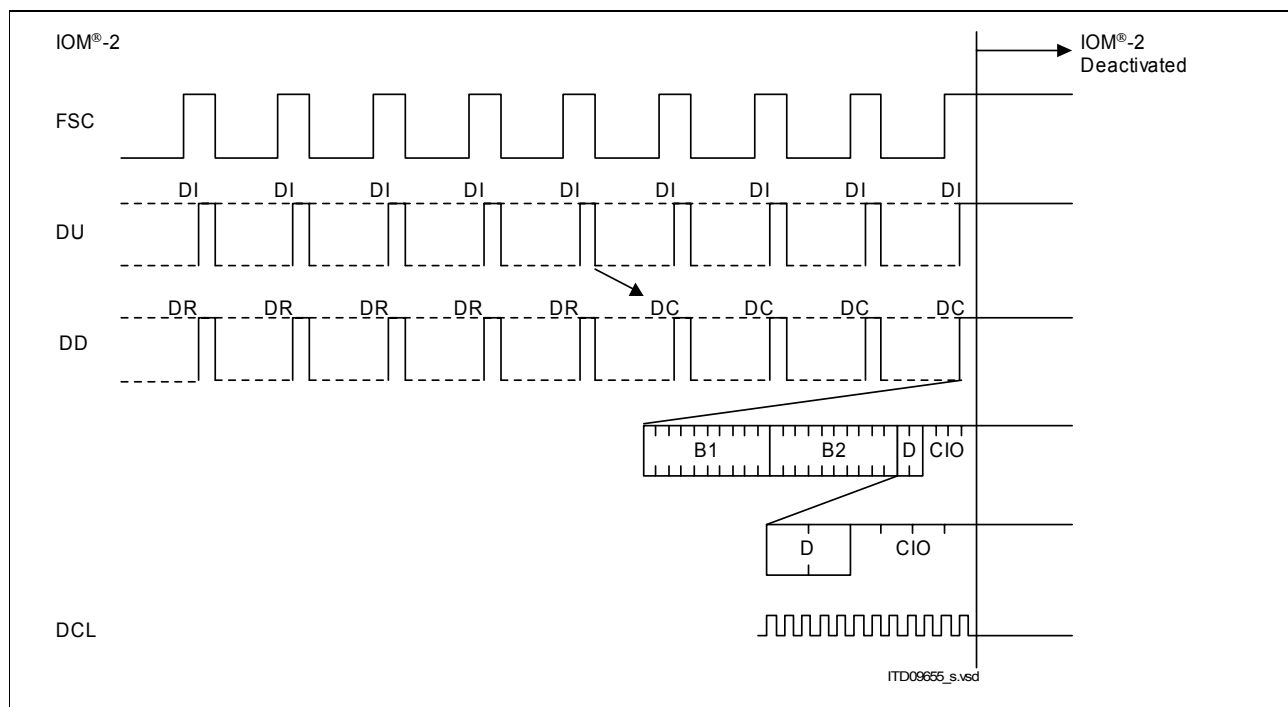 IOM®-2
IOM®-2
Deactivated
FSC
DI DI DI DI DI DI DI DI DI
DU
DR DR DR DR DR DC DC DC DC
DD
B1 B2 D CIO
D CIO
DCL
ITD09655_s.vsd